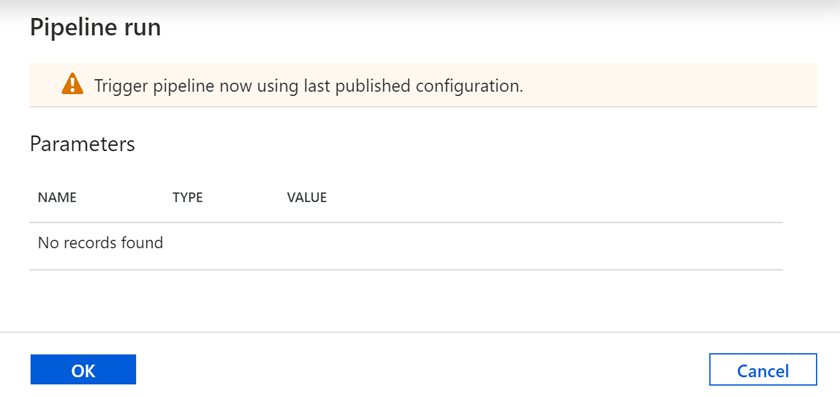 Pipeline run
Trigger pipeline now using last published configuration.
Parameters
NAME TYPE VALUE
No records found
OK Cancel